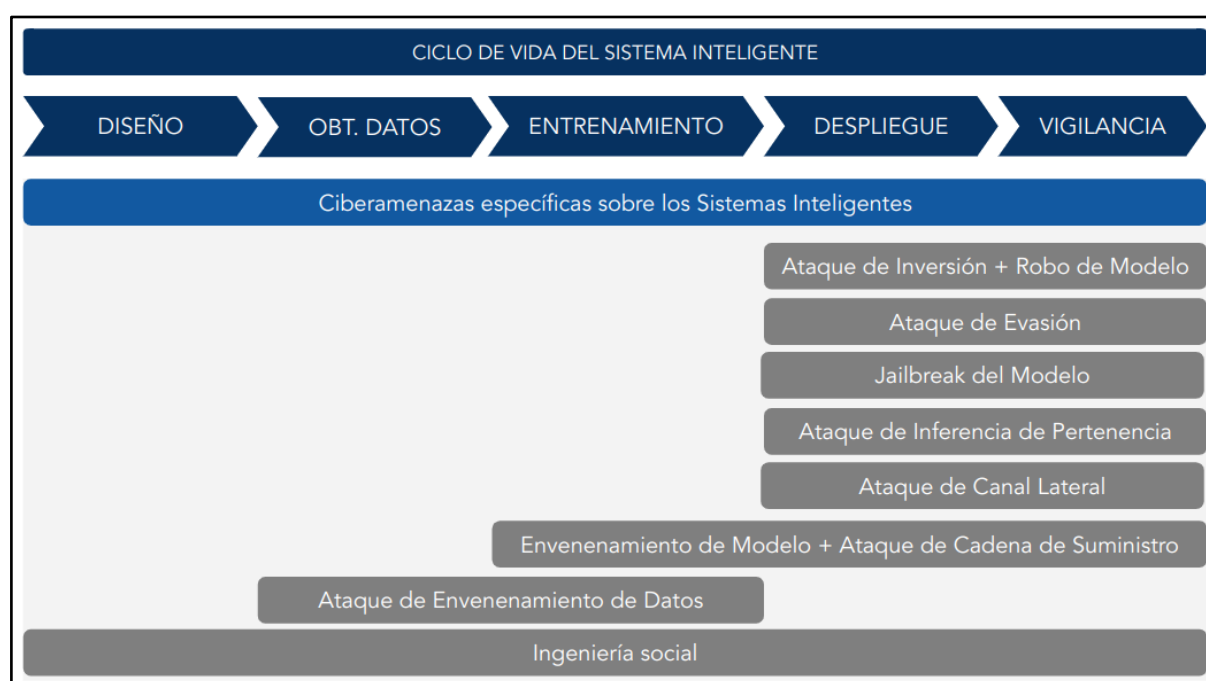 CICLO DE VIDA DEL SISTEMA INTELIGENTE
DISEÑO
OBT. DATOS
ENTRENAMIENTO
DESPLIEGUE
VIGILANCIA
Ciberamenazas específicas sobre los Sistemas Inteligentes
Ataque de Inversión + Robo de Modelo
Ataque de Evasión
Jailbreak del Modelo
Ataque de Inferencia de Pertenencia
Ataque de Canal Lateral
Envenenamiento de Modelo + Ataque de Cadena de Suministro
Ataque de Envenenamiento de Datos
Ingeniería social